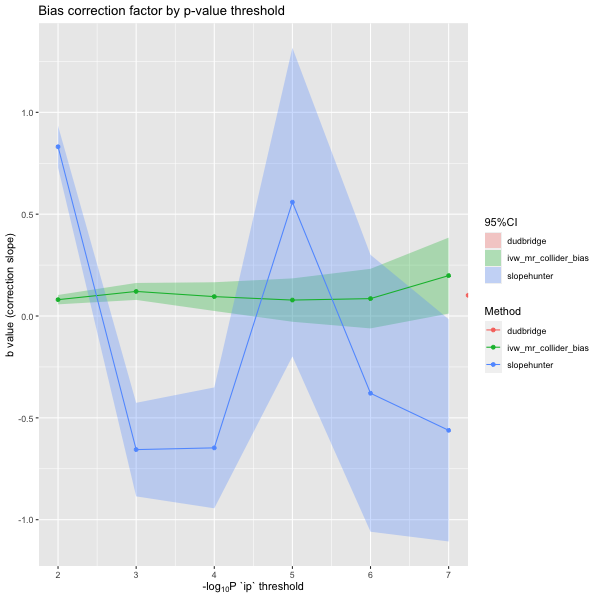 Bias correction factor by p-value threshold
b value (correction slope)
1.0
0.5
0.0
-0.5
-1.0
2 3 4 5 6 7
-log10P `ip` threshold
95%CI
dudbridge
ivw_mr_collider_bias
slopehunter
Method
dudbridge
ivw_mr_collider_bias
slopehunter